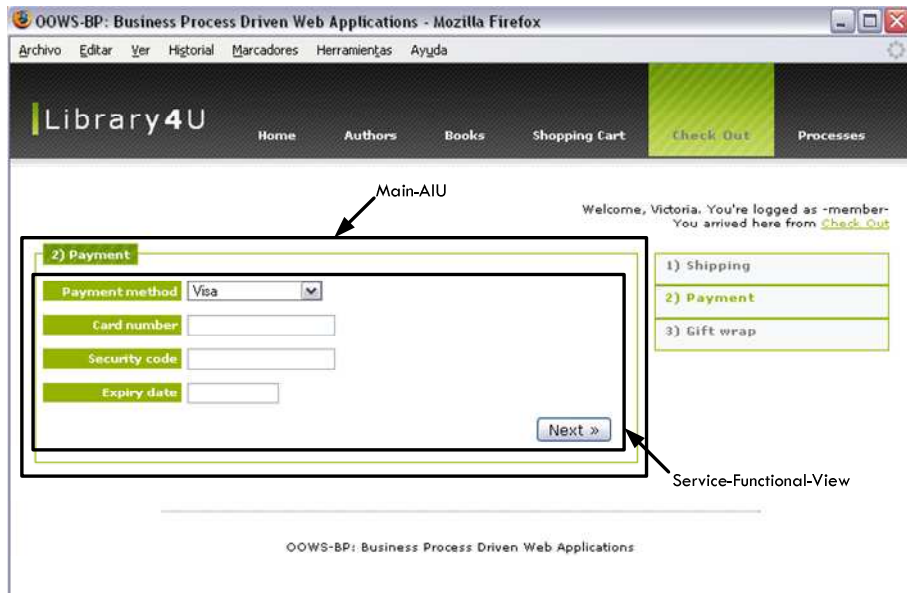 OOWS-BP: Business Process Driven Web Applications - Mozilla Firefox
Archivo Editar Ver Historial Marcadores Herramientas Ayuda
Library4U
Home Authors Books Shopping Cart Check Out Processes
Main-AIU
Welcome, Victoria. You're logged as -member-
You arrived here from Check Out
2) Payment
Payment method Visa
Card number
Security code
Expiry date
Next »
1) Shipping
2) Payment
3) Gift wrap
Service-Functional-View
OOWS-BP: Business Process Driven Web Applications